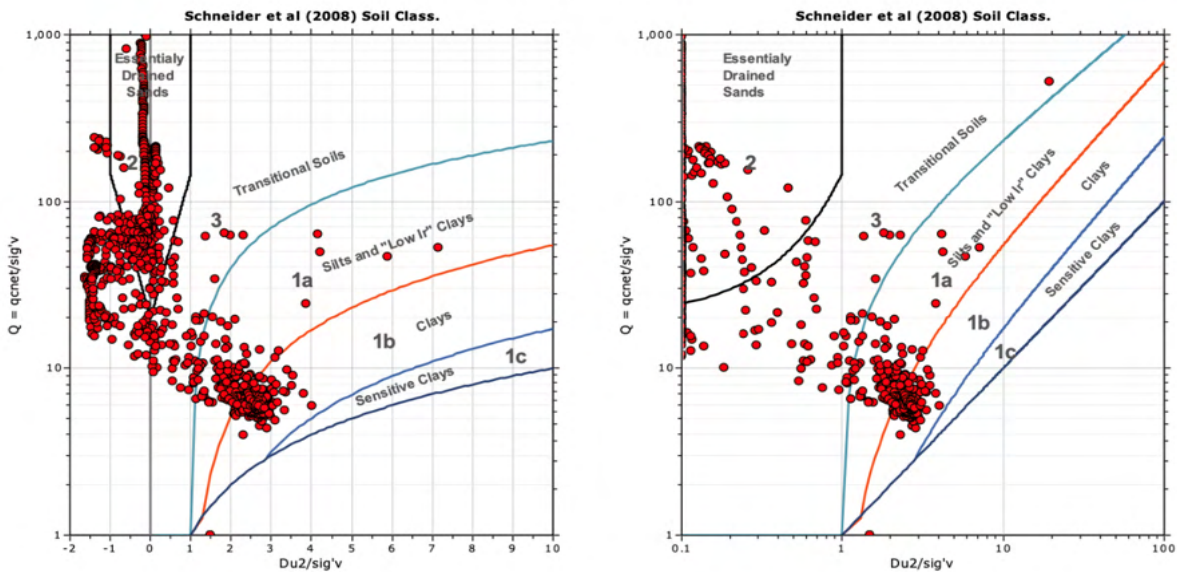 Schneider et al (2008) Soil Class.
1,000
100
10
1
Q = qcnet/sig'v
Essentialy
Drained
Sands
2
Transitional Soils
3
Silts and "Low Ir" Clays
1a
Clays
1b
1c
Sensitive Clays
-2 -1 0 1 2 3 4 5 6 7 8 9 10
Du2/sig'v
Schneider et al (2008) Soil Class.
1,000
100
10
1
Q = qcnet/sig'v
Essentialy
Drained
Sands
2
Transitional Soils
3
Silts and "Low Ir" Clays
1a
Clays
1b
Sensitive Clays
1c
0.1 1 10 100
Du2/sig'v